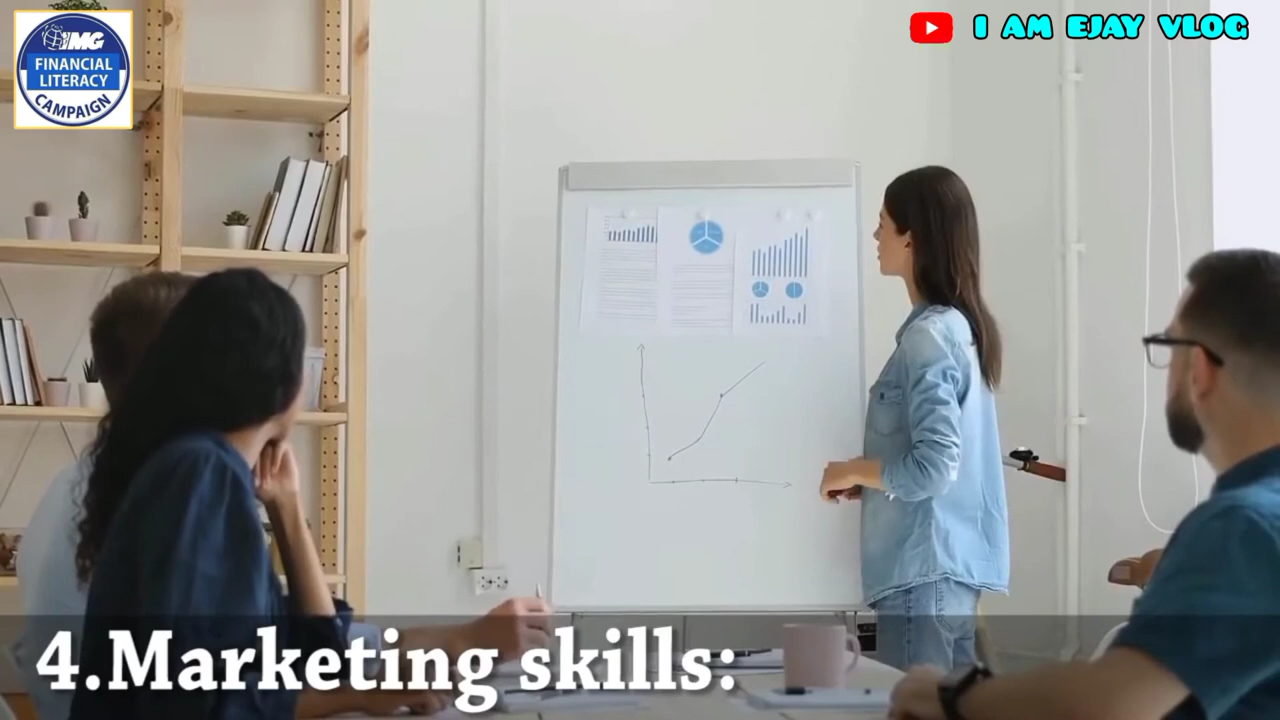 IMG
FINANCIAL
LITERACY
CAMPAIGN
I AM EJAY VLOG
4.Marketing skills: